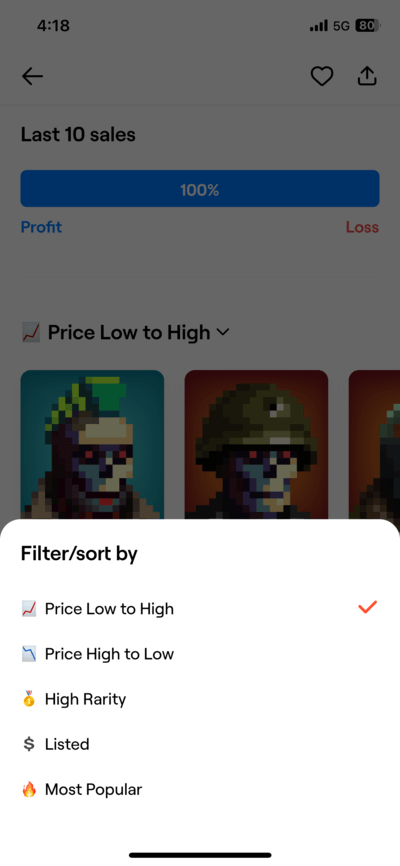 4:18
5G 80
Last 10 sales
100%
Profit Loss
Price Low to High
Filter/sort by
Price Low to High
Price High to Low
High Rarity
$ Listed
Most Popular